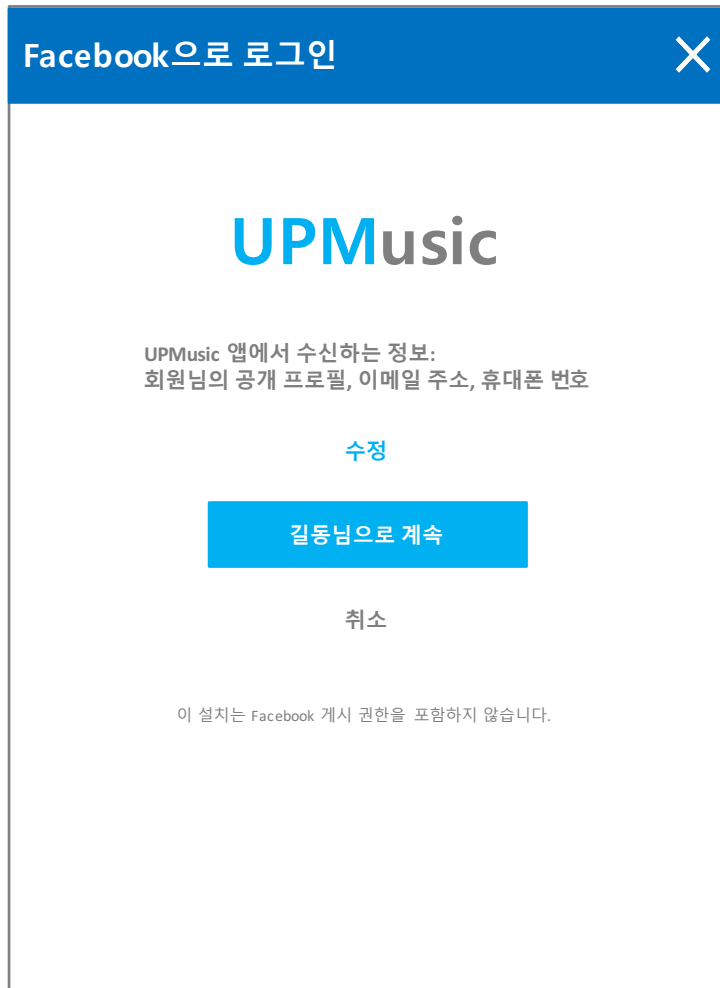 Facebook으로 로그인
UPMusic
UPMusic 앱에서 수신하는 정보:
회원님의 공개 프로필, 이메일 주소, 휴대폰 번호
수정
길동님으로 계속
취소
이 설치는 Facebook 게시 권한을 포함하지 않습니다.